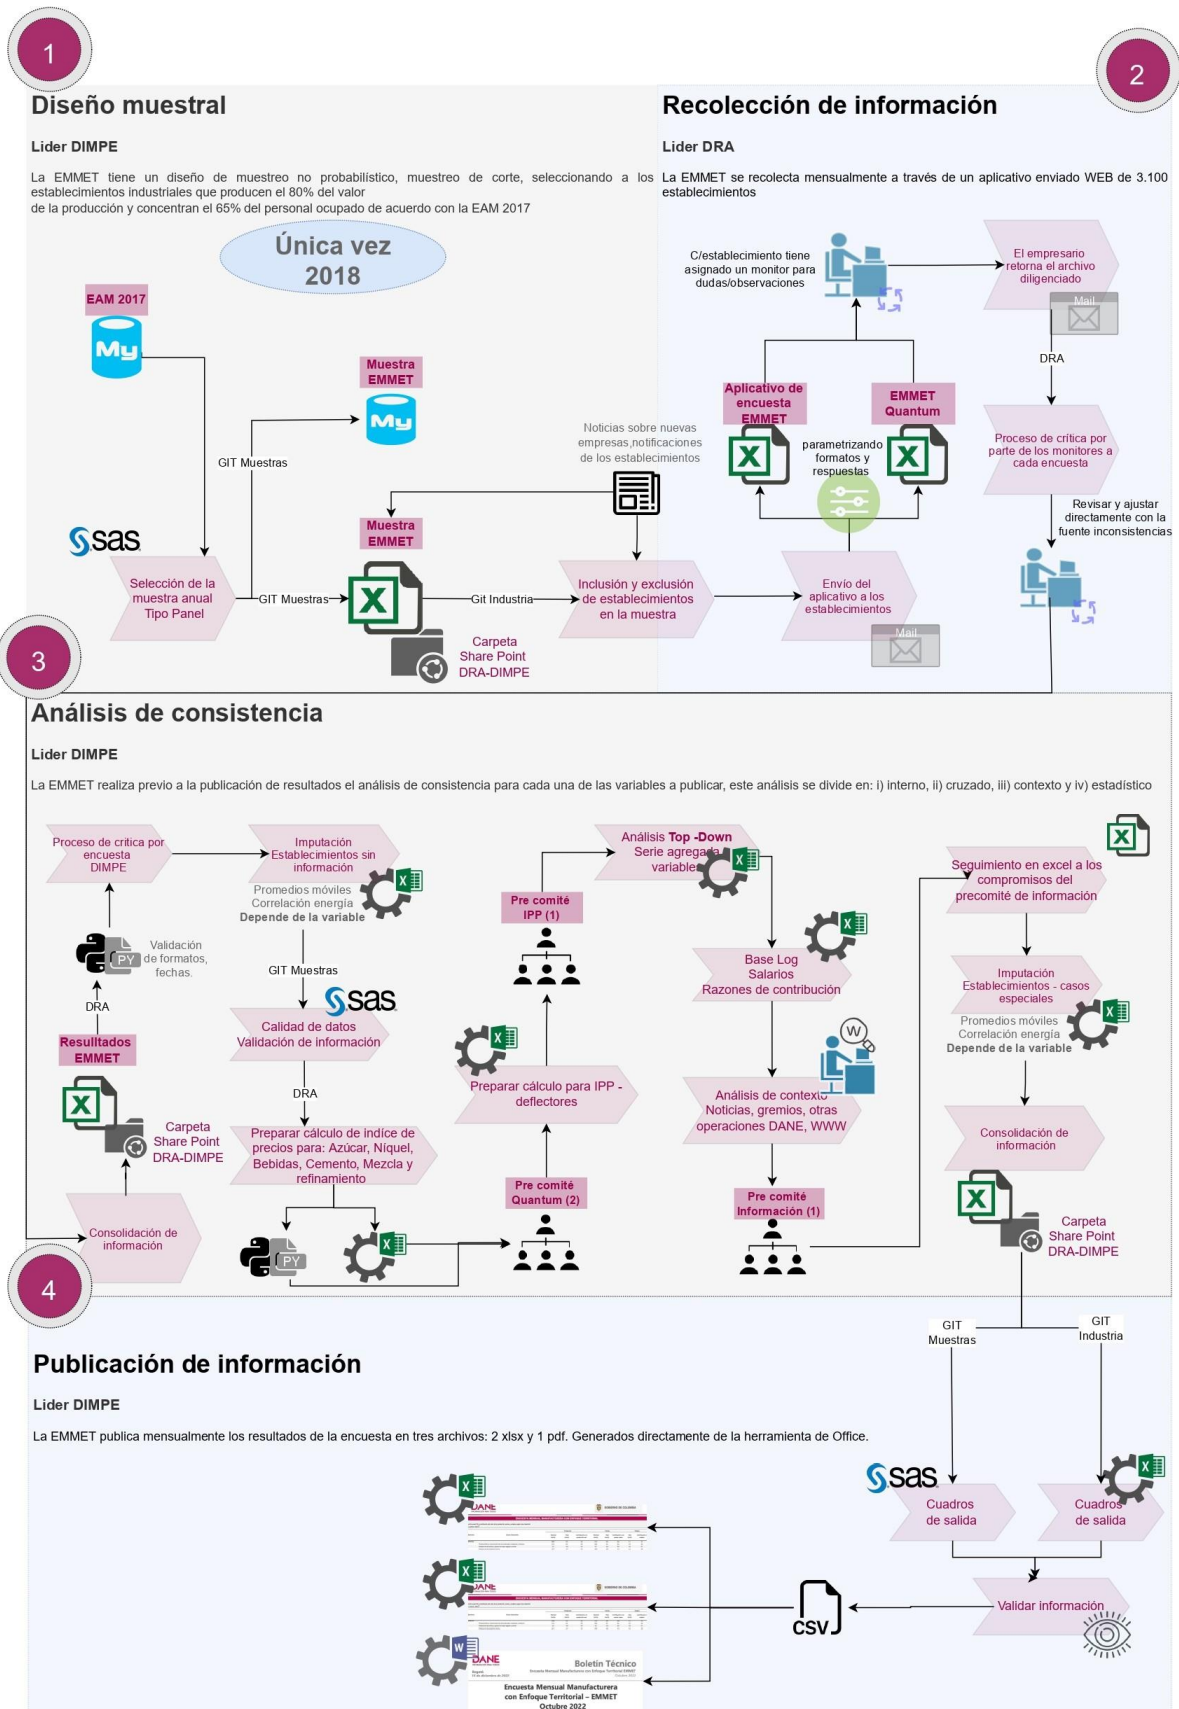 1
2
Diseño muestral
Lider DIMPE
La EMMET tiene un diseño de muestreo no probabilístico, muestreo de corte, seleccionando a los
establecimientos industriales que producen el 80% del valor
de la producción y concentran el 65% del personal ocupado de acuerdo con la EAM 2017
Única vez
2018
EAM 2017
My
Muestra
EMMET
My
GIT Muestras
Noticias sobre nuevas
empresas,notificaciones
de los establecimientos
Muestra
EMMET
sas
Selección de la
muestra anual
Tipo Panel
GIT Muestras
X
Git Industria
Inclusión y exclusión
de establecimientos
en la muestra
Carpeta
Share Point
DRA-DIMPE
Recolección de información
Lider DRA
La EMMET se recolecta mensualmente a través de un aplicativo enviado WEB de 3.100
establecimientos
C/establecimiento tiene
asignado un monitor para
dudas/observaciones
El empresario
retorna el archivo
diligenciado
Mail
DRA
Aplicativo de
encuesta
EMMET
EMMET
Quantum
X
X
parametrizando
formatos y
respuestas
Proceso de crítica por
parte de los monitores a
cada encuesta
Revisar y ajustar
directamente con la
fuente inconsistencias
Envío del
aplicativo a los
establecimientos
Mail
3
Análisis de consistencia
Lider DIMPE
La EMMET realiza previo a la publicación de resultados el análisis de consistencia para cada una de las variables a publicar, este análisis se divide en: i) interno, ii) cruzado, iii) contexto y iv) estadístico
Proceso de critica por
encuesta
DIMPE
Imputación
Establecimientos sin
información
X
Promedios móviles
Correlación energía
Depende de la variable
PY
Validación
de formatos,
fechas.
DRA
Resulltados
EMMET
X
Carpeta
Share Point
DRA-DIMPE
Consolidación de
información
GIT Muestras
sas
Calidad de datos
Validación de información
DRA
Preparar cálculo de indíce de
precios para: Azúcar, Níquel,
Bebidas, Cemento, Mezcla y
refinamiento
PY
X
Análisis Top -Down
Serie agregada
variables
X
Pre comité
IPP (1)
X
Preparar cálculo para IPP -
deflectores
Pre comité
Quantum (2)
X
Base Log
Salarios
Razones de contribución
W
Análisis de contexto
Noticias, gremios, otras
operaciones DANE, WWW
Pre comité
Información (1)
X
Seguimiento en excel a los
compromisos del
precomité de información
Imputación
Establecimientos - casos
especiales
Promedios móviles
Correlación energía
Depende de la variable
X
Consolidación de
información
X
Carpeta
Share Point
DRA-DIMPE
4
Publicación de información
Lider DIMPE
La EMMET publica mensualmente los resultados de la encuesta en tres archivos: 2 xlsx y 1 pdf. Generados directamente de la herramienta de Office.
GIT
Muestras
GIT
Industria
sas
X
Cuadros
de salida
Cuadros
de salida
Validar información
CSV
X
DANE
X
DANE
W
DANE
Boletín Técnico
Encuesta Mensual Manufacturera
con Enfoque Territorial – EMMET
Octubre 2022